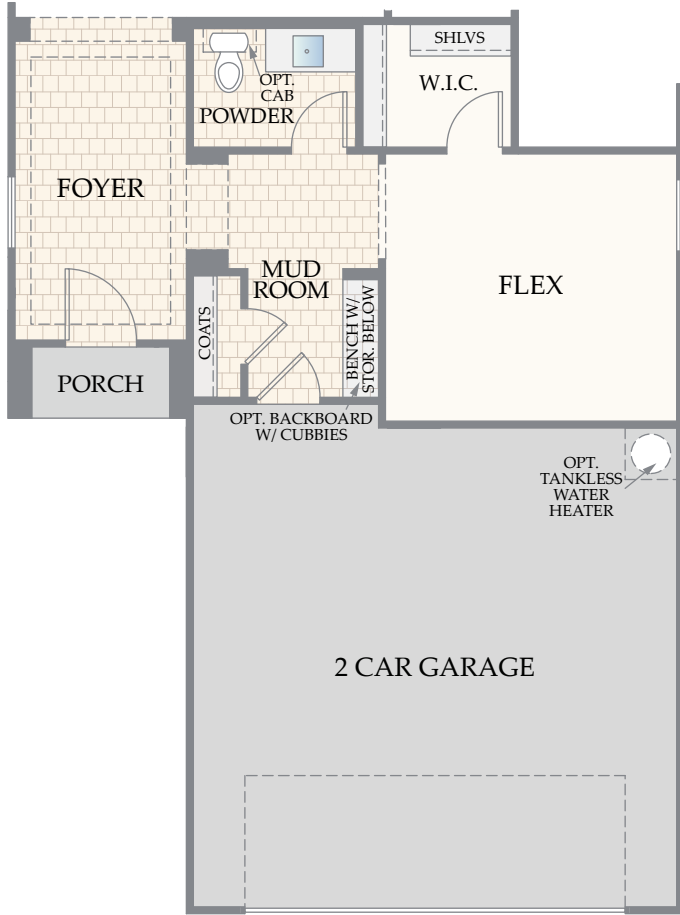 SHLVS
W.I.C.
OPT.
CAB
POWDER
FOYER
MUD
ROOM
FLEX
COATS
BENCH W/
STOR. BELOW
PORCH
OPT. BACKBOARD
W/ CUBBIES
OPT.
TANKLESS
WATER
HEATER
2 CAR GARAGE